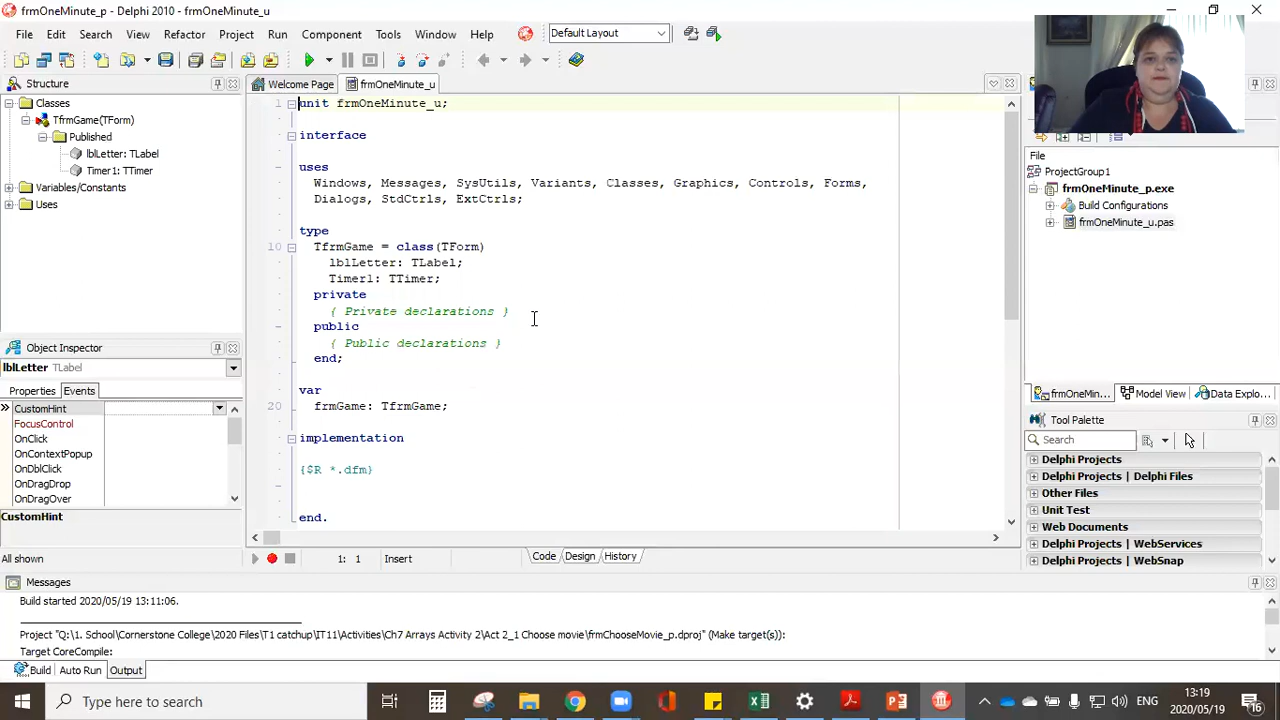 frmOneMinute_p - Delphi 2010 - frmOneMinute_u
File Edit Search View Refactor Project Run Component Tools Window Help Default Layout
Structure
Classes
TfrmGame(TForm)
Published
lblLetter: TLabel
Timer1: TTimer
Variables/Constants
Uses
Object Inspector
lblLetter TLabel
Properties Events
CustomHint
FocusControl
OnClick
OnContextPopup
OnDblClick
OnDragDrop
OnDragOver
CustomHint
All shown
Welcome Page frmOneMinute_u
1 unit frmOneMinute_u;
interface
uses
Windows, Messages, SysUtils, Variants, Classes, Graphics, Controls, Forms,
Dialogs, StdCtrls, ExtCtrls;
type
10 TfrmGame = class(TForm)
lblLetter: TLabel;
Timer1: TTimer;
private
{ Private declarations }
public
{ Public declarations }
end;
var
20 frmGame: TfrmGame;
implementation
{$R *.dfm}
end.
1: 1 Insert Code Design History
File
ProjectGroup1
frmOneMinute_p.exe
Build Configurations
frmOneMinute_u.pas
frmOneMin... Model View Data Explo...
Tool Palette
Search
Delphi Projects
Delphi Projects | Delphi Files
Other Files
Unit Test
Web Documents
Delphi Projects | WebServices
Delphi Projects | WebSnap
Messages
Build started 2020/05/19 13:11:06.
Project "Q:\1. School\Cornerstone College\2020 Files\T1 catchup\IT11\Activities\Ch7 Arrays Activity 2\Act 2_1 Choose movie\frmChooseMovie_p.dproj" (Make target(s)):
Target CoreCompile:
Build Auto Run Output
Type here to search
ENG
13:19
2020/05/19
16